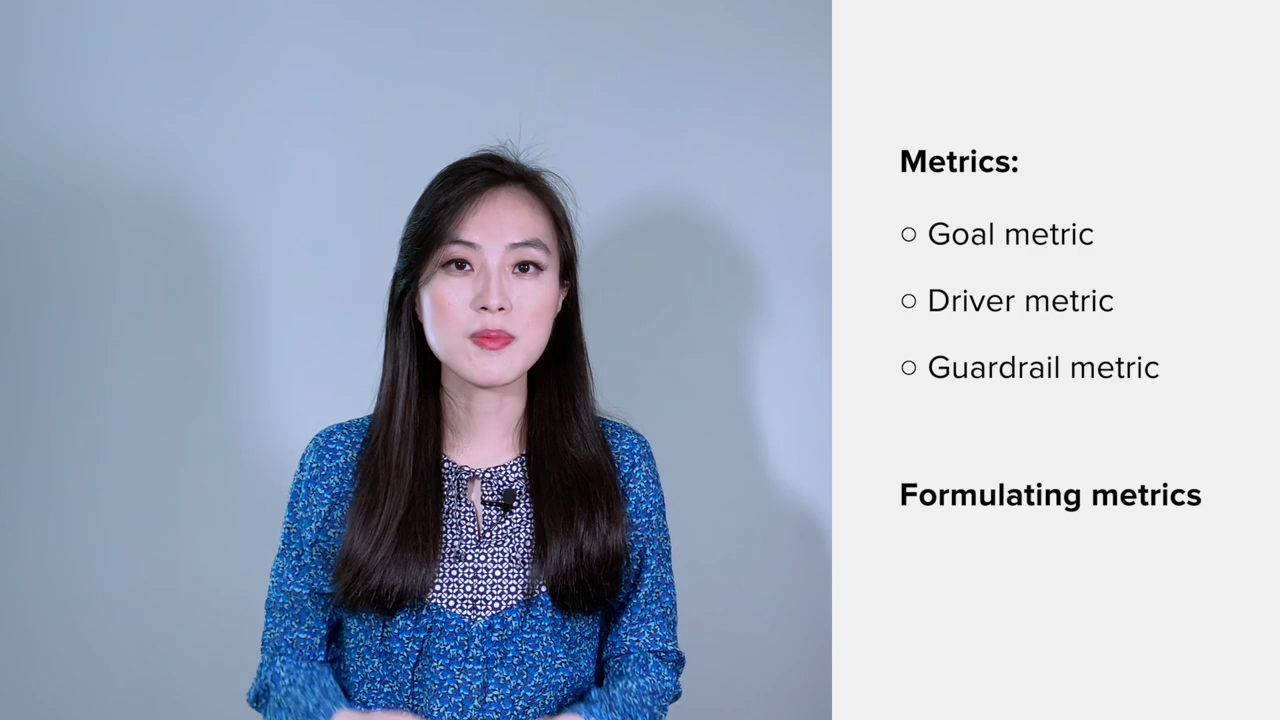 Metrics:
○ Goal metric
○ Driver metric
○ Guardrail metric
Formulating metrics